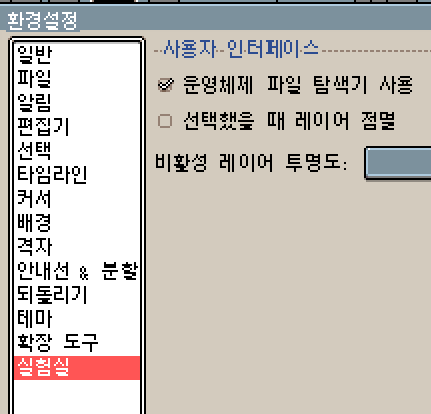 환경설정
일반
파일
알림
편집기
선택
타임라인
커서
배경
격자
안내선 & 분할
되돌리기
테마
확장 도구
실험실
사용자 인터페이스
운영체제 파일 탐색기 사용
선택했을 때 레이어 점멸
비활성 레이어 투명도: